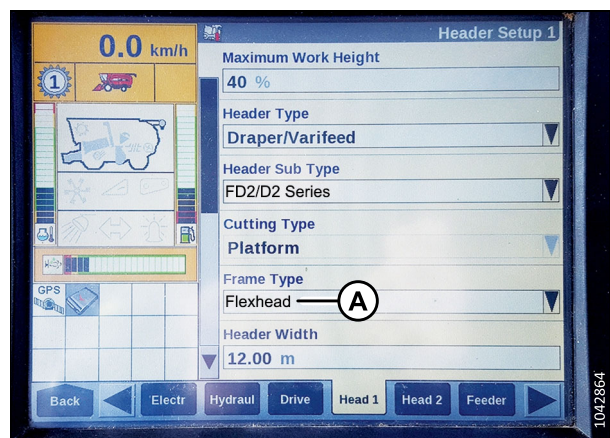 0.0 km/h
Header Setup 1
1
Maximum Work Height
40 %
Header Type
Draper/Varifeed
Header Sub Type
FD2/D2 Series
Cutting Type
Platform
Frame Type
Flexhead
A
Header Width
12.00 m
GPS
Back
Electr
Hydraul
Drive
Head 1
Head 2
Feeder
1042864